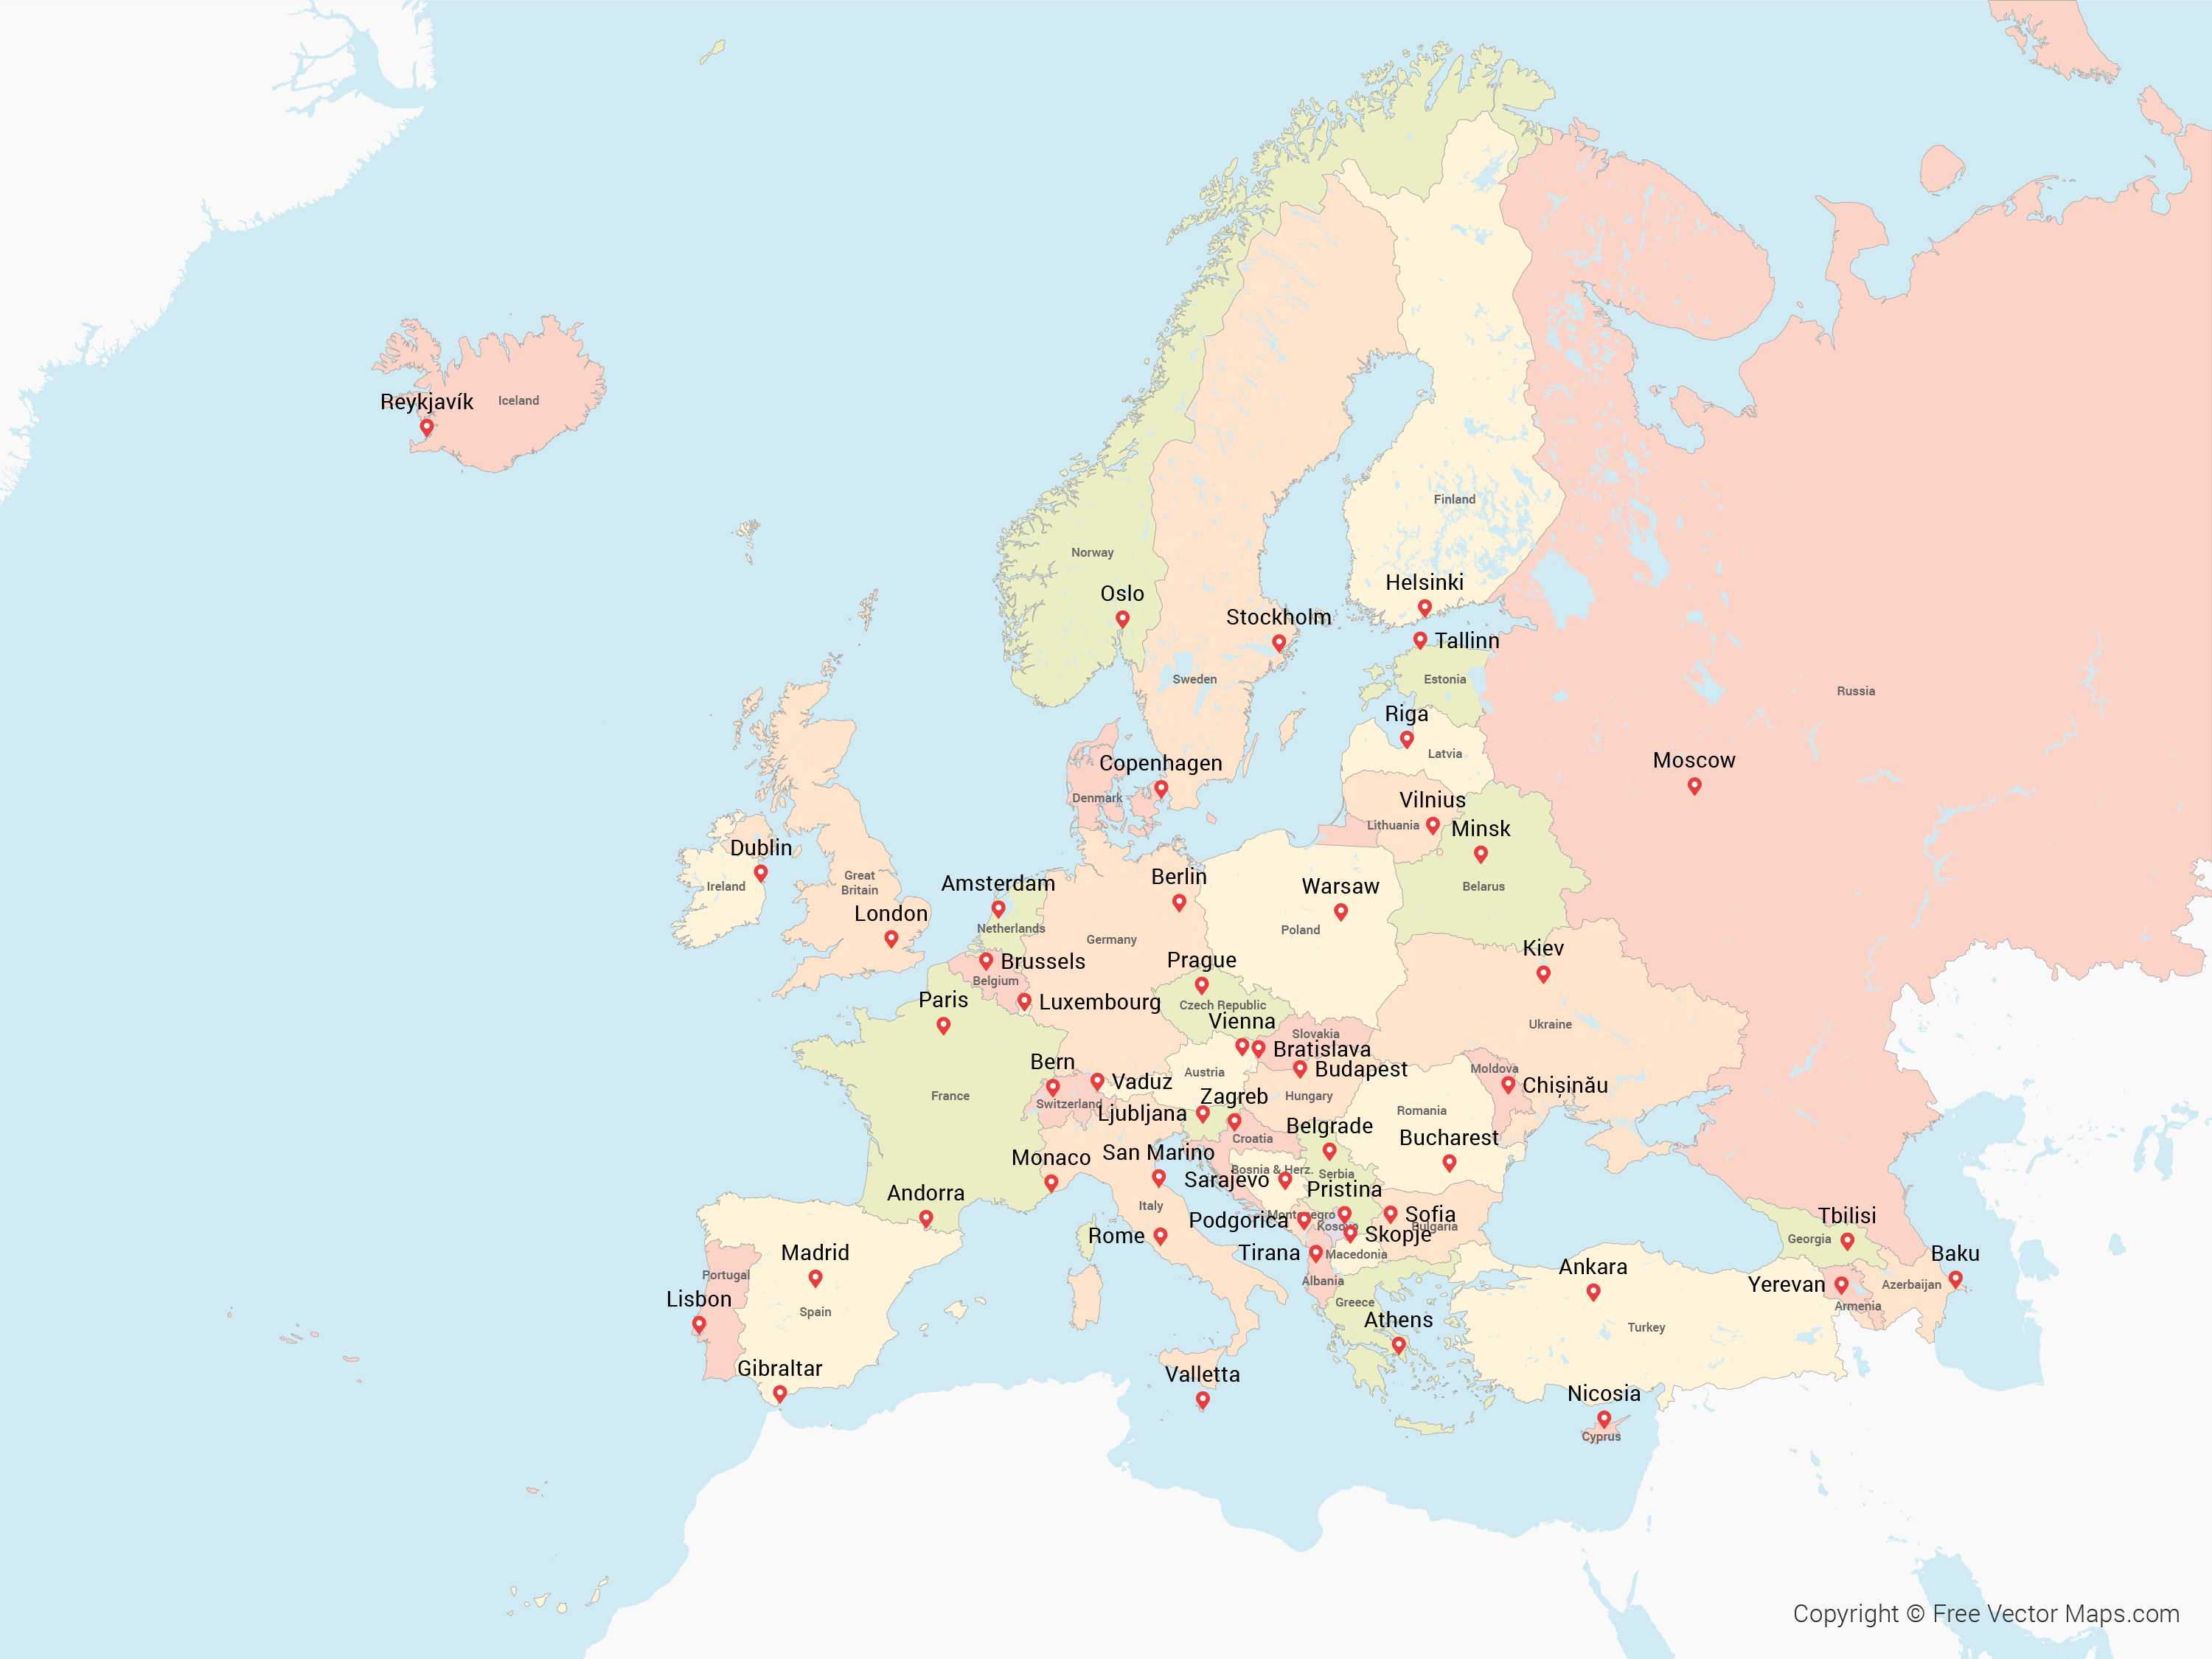 Reykjavík
Iceland
Finland
Norway
Helsinki
Oslo
Stockholm
Tallinn
Sweden
Estonia
Russia
Riga
Latvia
Moscow
Copenhagen
Denmark
Vilnius
Lithuania
Minsk
Dublin
Great
Britain
Ireland
Amsterdam
Berlin
Warsaw
Belarus
London
Netherlands
Germany
Poland
Kiev
Brussels
Prague
Belgium
Paris
Luxembourg
Czech Republic
Vienna
Ukraine
Slovakia
Bratislava
Bern
Budapest
Austria
Moldova
Vaduz
Chișinău
France
Switzerland
Zagreb
Hungary
Ljubljana
Romania
Belgrade
Croatia
Bucharest
Monaco
San Marino
Bosnia & Herz.
Serbia
Sarajevo
Andorra
Pristina
Italy
Podgorica
Montenegro
Kosovo
Sofia
Bulgaria
Tbilisi
Rome
Skopje
Georgia
Madrid
Tirana
Macedonia
Baku
Portugal
Ankara
Albania
Yerevan
Azerbaijan
Lisbon
Spain
Greece
Armenia
Athens
Turkey
Gibraltar
Valletta
Nicosia
Cyprus
Copyright © Free Vector Maps.com